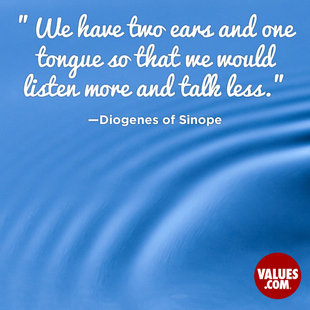 " We have two ears and one
tongue so that we would
listen more and talk less."
—Diogenes of Sinope
VALUES
.COM